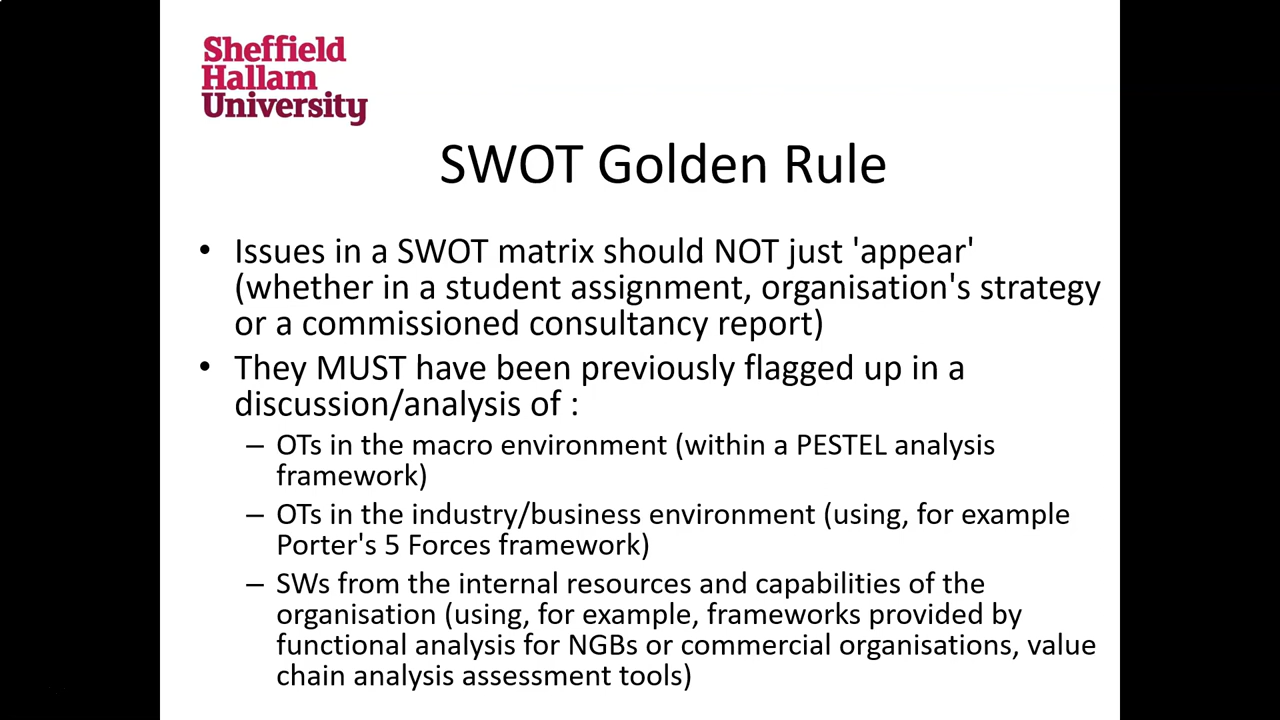 Sheffield
Hallam
University
SWOT Golden Rule
• Issues in a SWOT matrix should NOT just 'appear'
(whether in a student assignment, organisation's strategy
or a commissioned consultancy report)
• They MUST have been previously flagged up in a
discussion/analysis of :
– OTs in the macro environment (within a PESTEL analysis
framework)
– OTs in the industry/business environment (using, for example
Porter's 5 Forces framework)
– SWs from the internal resources and capabilities of the
organisation (using, for example, frameworks provided by
functional analysis for NGBs or commercial organisations, value
chain analysis assessment tools)